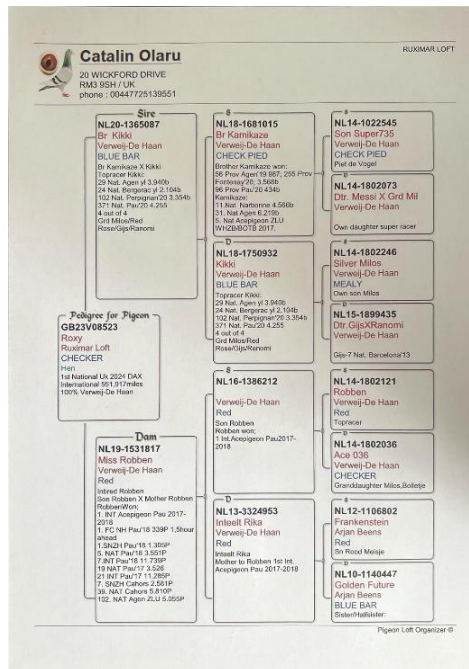 RUXIMAR LOFT
Catalin Olaru
20 WICKFORD DRIVE
RM3 9SH / UK
phone : 00447725139551
Sire
NL20-1365087
Br Kikki
Verweij-De Haan
BLUE BAR
Br Kamikaze X Kikki
Topracer Kikki:
29 Nat. Agen yl 3.940b
24 Nat Bergerac yl 2.104b
102 Nat. Perpignan'20 3.354b
371 Nat. Pau'20 4.255
4 out of 4
Grd Milos/Red
Rose/Gijs/Ranomi
Pedigree for Pigeon
GB23V08523
Roxy
Ruximar Loft
CHECKER
Hen
1st National Uk 2024 DAX
International 551,917miles
100% Verweij-De Haan
Dam
NL19-1531817
Miss Robben
Verweij-De Haan
Red
Inbred Robben
Son Robben X Mother Robben
RobbenWon:
1. INT Acepigeon Pau 2017-
2018
1. FC NH Pau'18 339P 1,5hour
ahead
1.SNZH Pau'18 1.305P
5. NAT Pau'18 3.551P
7.INT Pau'18 11.739P
19 NAT Pau'17 3.526
21 INT Pau'17 11.285P
7. SNZH Cahors 2.561P
39. NAT Cahors 5.810P
102. NAT Agen ZLU 5.055P
S
NL18-1681015
Br Kamikaze
Verweij-De Haan
CHECK PIED
Brother Kamikaze won:
56 Prov Agen'19 987; 255 Prov
Fontenay'20; 3.568b
96 Prov Pau'20 434b
Kamikaze:
11.Nat Narbonne 4.566b
31. Nat Agen 6.219b
5. Nat Acepigeon ZLU
WHZB/BOTB 2017.
D
NL18-1750932
Kikki
Verweij-De Haan
BLUE BAR
Topracer Kikki:
29 Nat. Agen yl 3.940b
24 Nat. Bergerac yl 2,104b
102 Nat. Perpignan'20 3.354b
371 Nat. Pau'20 4.255
4 out of 4
Grd Milos/Red
Rose/Gijs/Ranomi
S
NL16-1386212
Verweij-De Haan
Red
Son Robben
Robben won;
1 Int.Acepigeon Pau2017-
2018
D
NL13-3324953
Inteelt Rika
Verweij-De Haan
Red
Inteelt Rika
Mother to Robben 1st Int.
Acepigeon Pau 2017-2018
S
NL14-1022545
Son Super735
Verweij-De Haan
CHECK PIED
Piet de Vogel
D
NL14-1802073
Dtr. Messi X Grd Mil
Verweij-De Haan
Own daughter super racer
S
NL14-1802246
Silver Milos
Verweij-De Haan
MEALY
Own son Milos
D
NL15-1899435
Dtr.GijsXRanomi
Verweij-De Haan
Gijs-7 Nat. Barcelona'13
S
NL14-1802121
Robben
Verweij-De Haan
Red
Topracer
D
NL14-1802036
Ace 036
Verweij-De Haan
CHECKER
Granddaughter Milos,Bolletje
S
NL12-1106802
Frankenstein
Arjan Beens
Red
Sn Rood Meisje
D
NL10-1140447
Golden Future
Arjan Beens
BLUE BAR
Sister/Halfsister:
Pigeon Loft Organizer ©